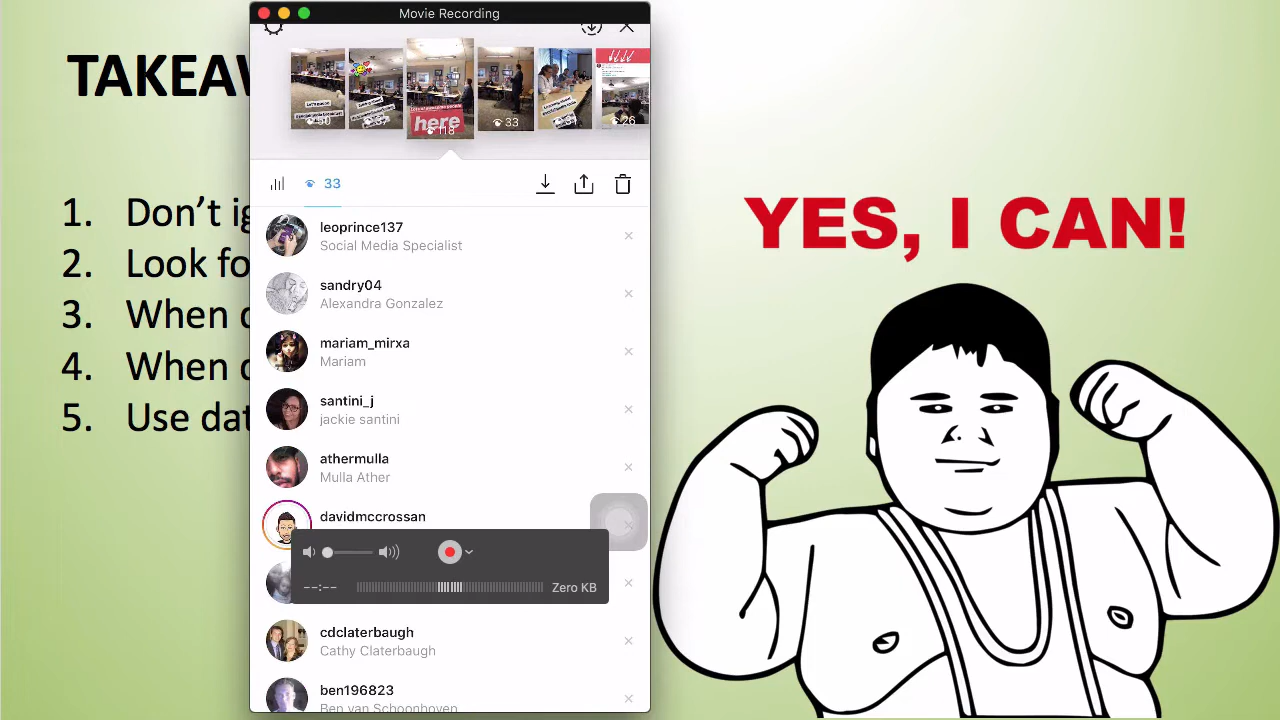 Movie Recording
TAKEAW
here
118
33
26
33
leoprince137
Social Media Specialist
sandry04
Alexandra Gonzalez
mariam_mirxa
Mariam
santini_j
jackie santini
athermulla
Mulla Ather
davidmccrossan
--:--
Zero KB
cdclaterbaugh
Cathy Claterbaugh
ben196823
Ben van Schoonhoven
1. Don’t ig
2. Look fo
3. When
4. When
5. Use dat
YES, I CAN!